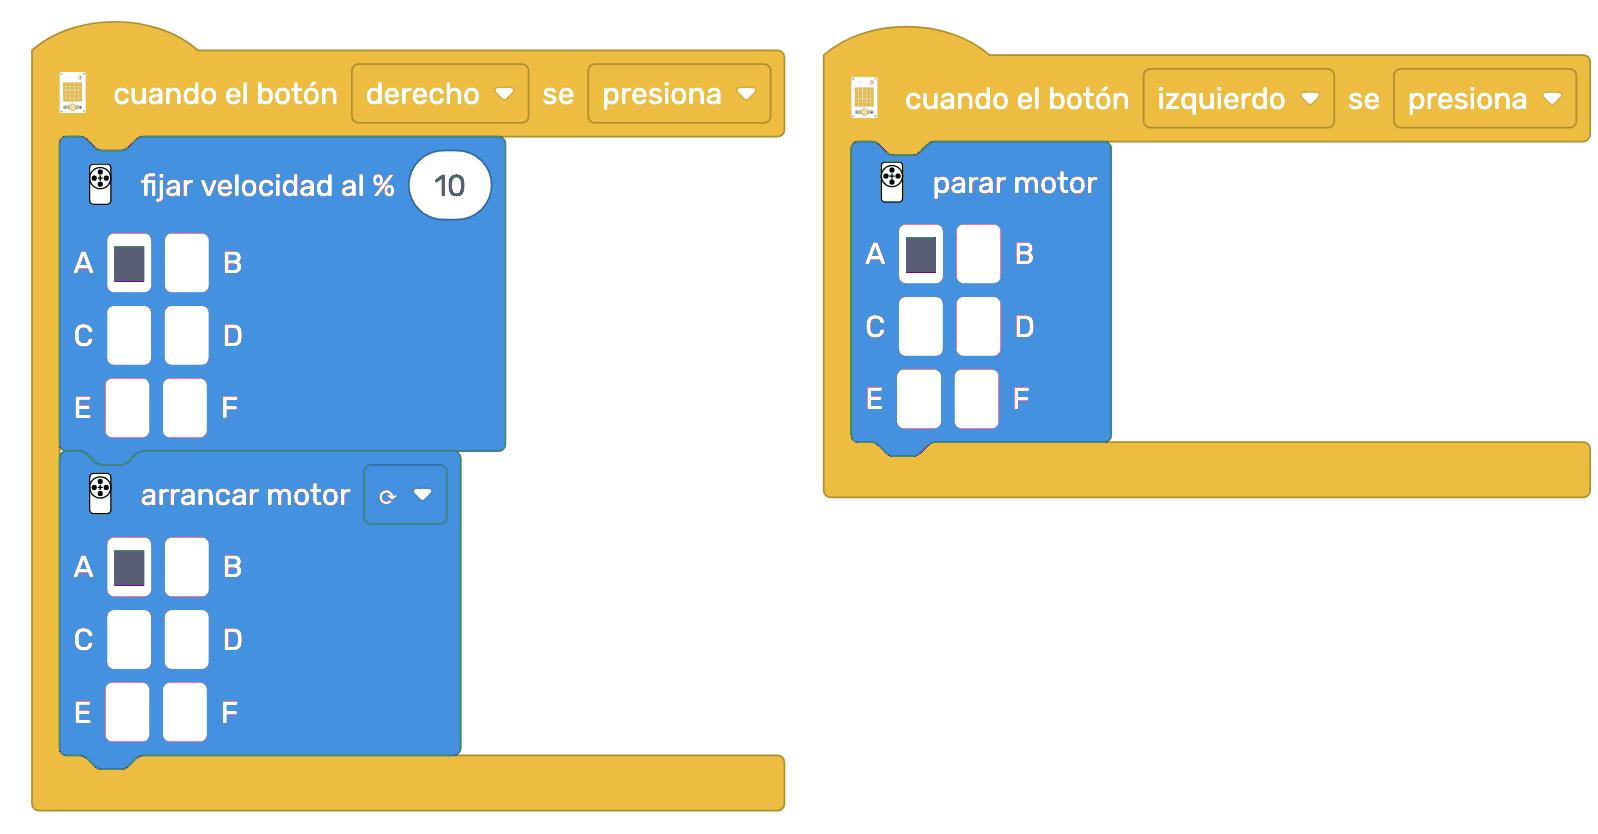 cuando el botón derecho se presiona
fijar velocidad al % 10
A B
C D
E F
arrancar motor ⟳
A B
C D
E F
cuando el botón izquierdo se presiona
parar motor
A B
C D
E F